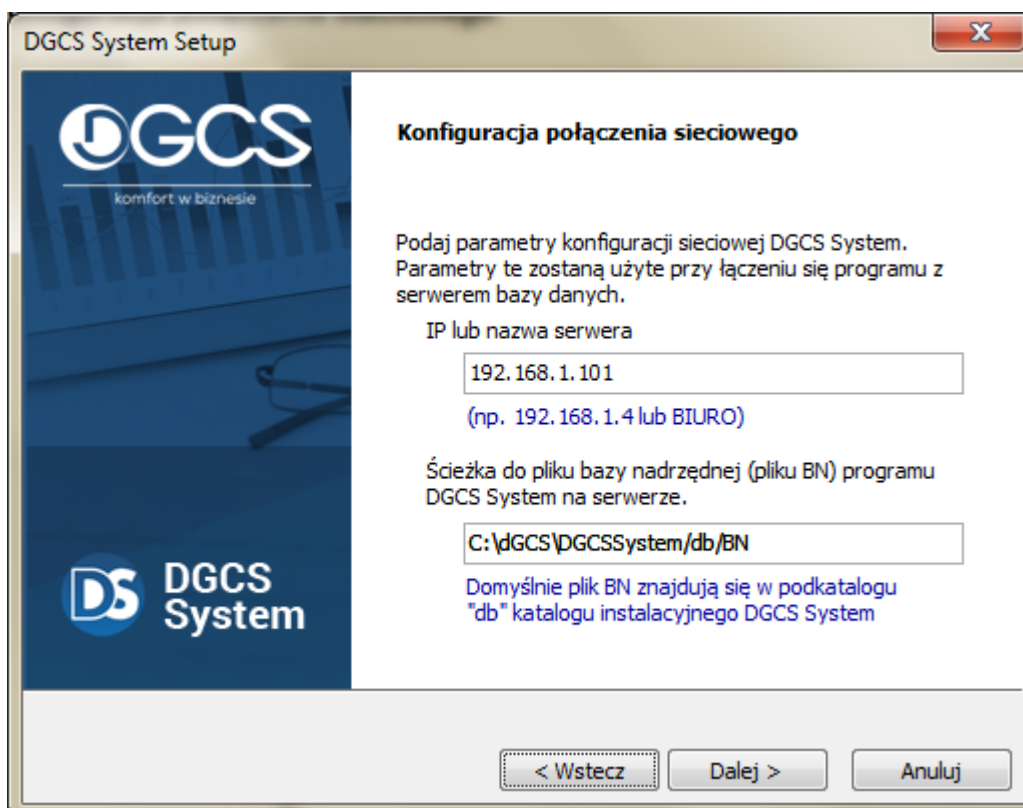 DGCS System Setup
DGCS
komfort w biznesie
Konfiguracja połączenia sieciowego
Podaj parametry konfiguracji sieciowej DGCS System.
Parametry te zostaną użyte przy łączeniu się programu z
serwerem bazy danych.
IP lub nazwa serwera
192.168.1.101
(np. 192.168.1.4 lub BIURO)
Ścieżka do pliku bazy nadrzędnej (pliku BN) programu
DGCS System na serwerze.
C:\dGCS\DGCSSystem/db/BN
Domyślnie plik BN znajdują się w podkatalogu
"db" katalogu instalacyjnego DGCS System
DS DGCS
System
< Wstecz
Dalej >
Anuluj